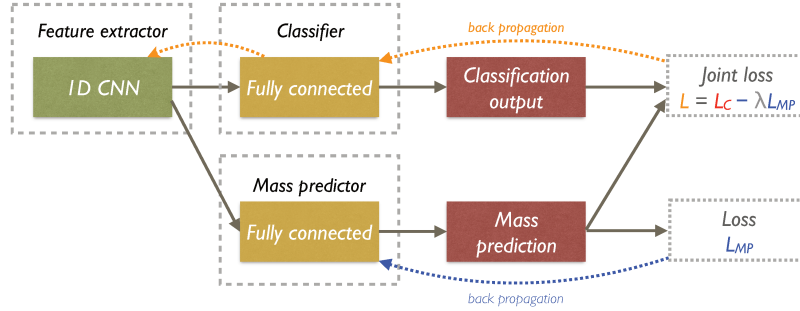 Feature extractor
Classifier
back propagation
1D CNN
Fully connected
Classification
output
Joint loss
L = LC − λLMP
Mass predictor
Fully connected
Mass
prediction
Loss
LMP
back propagation